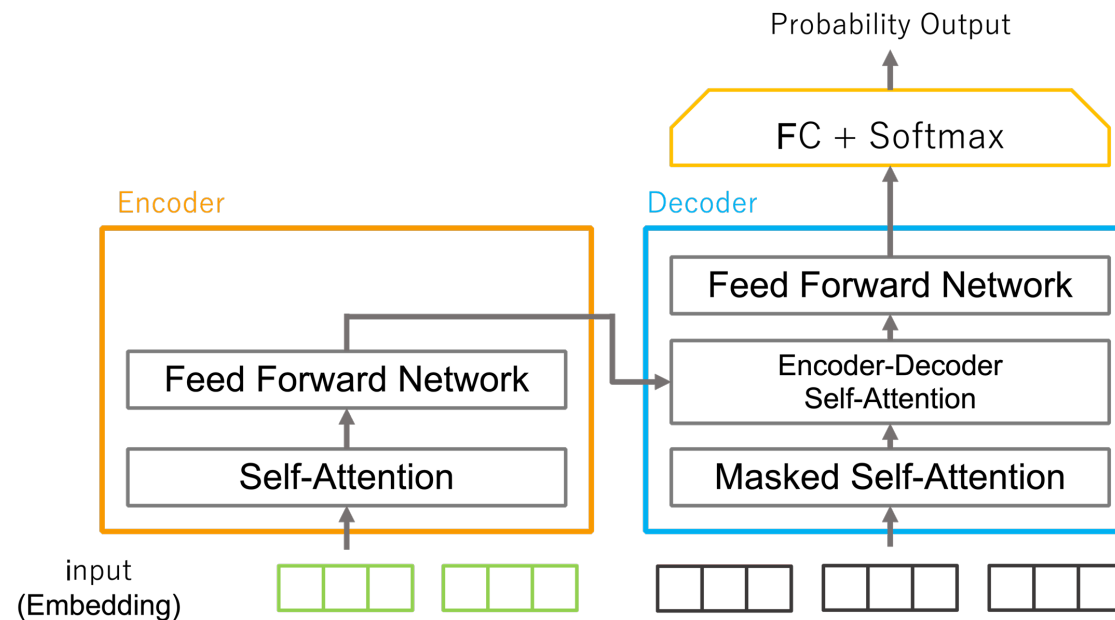 Probability Output
FC + Softmax
Encoder
Decoder
Feed Forward Network
Encoder-Decoder
Self-Attention
Feed Forward Network
Self-Attention
Masked Self-Attention
input
(Embedding)